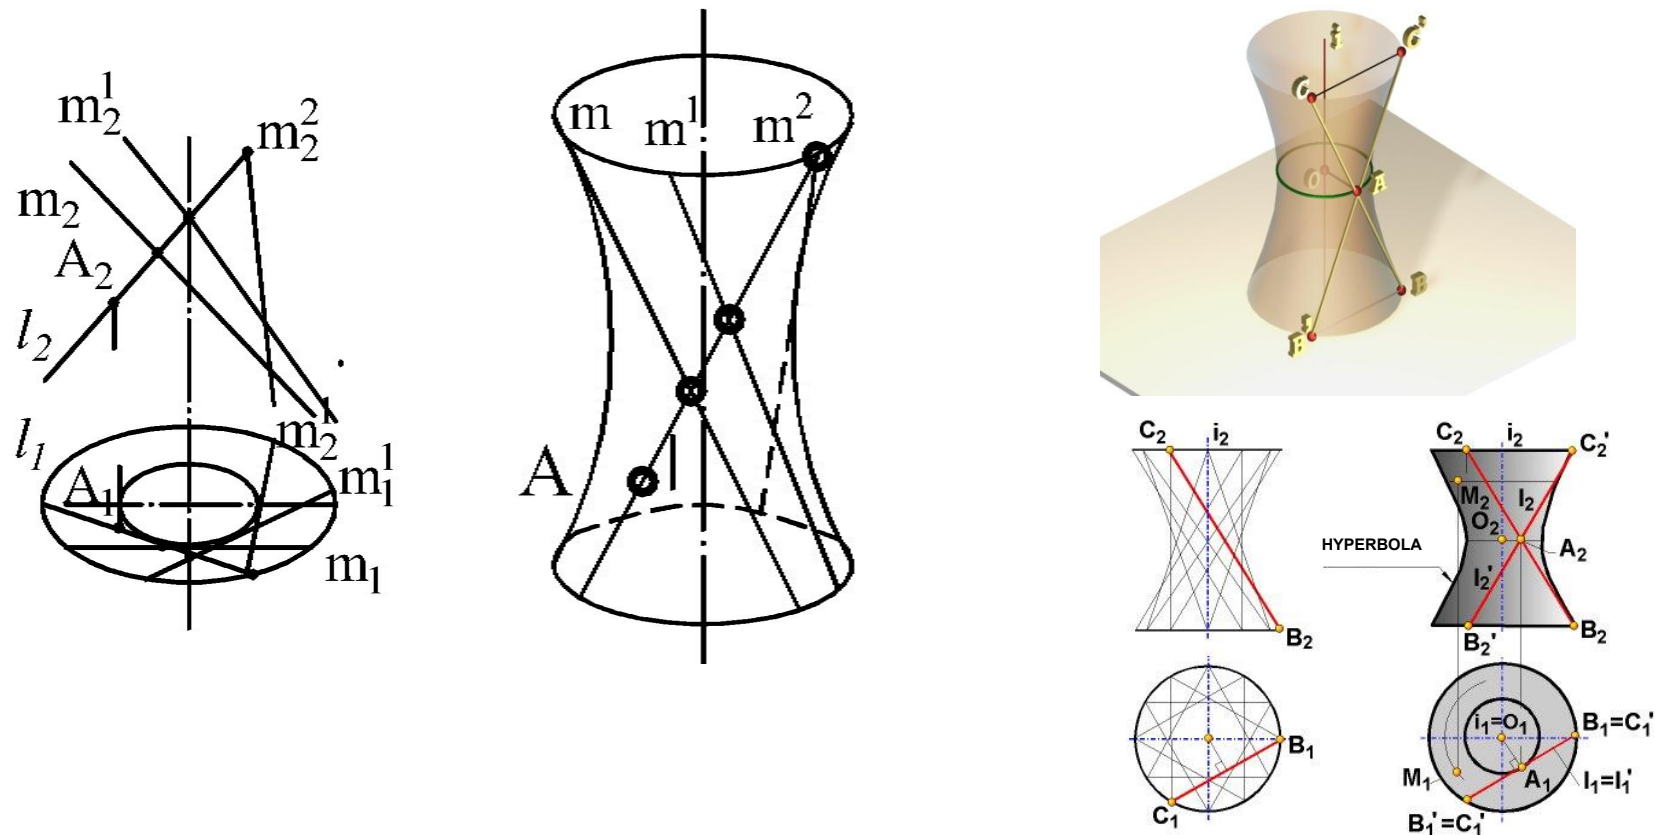 m₂¹
m₂²
m₂
A₂
l₂
l₁
A₁
m₂¹
m₁¹
m₁
m m¹ m²
A
i
C'
C
O
A
B
B'
C₂ i₂
B₂
B₁
C₁
C₂ i₂ C₂'
M₂ l₂
O₂
HYPERBOLA
A₂
l₂'
B₂' B₂
i₁=O₁ B₁=C₁'
M₁ A₁ l₁=l₁'
B₁'=C₁'